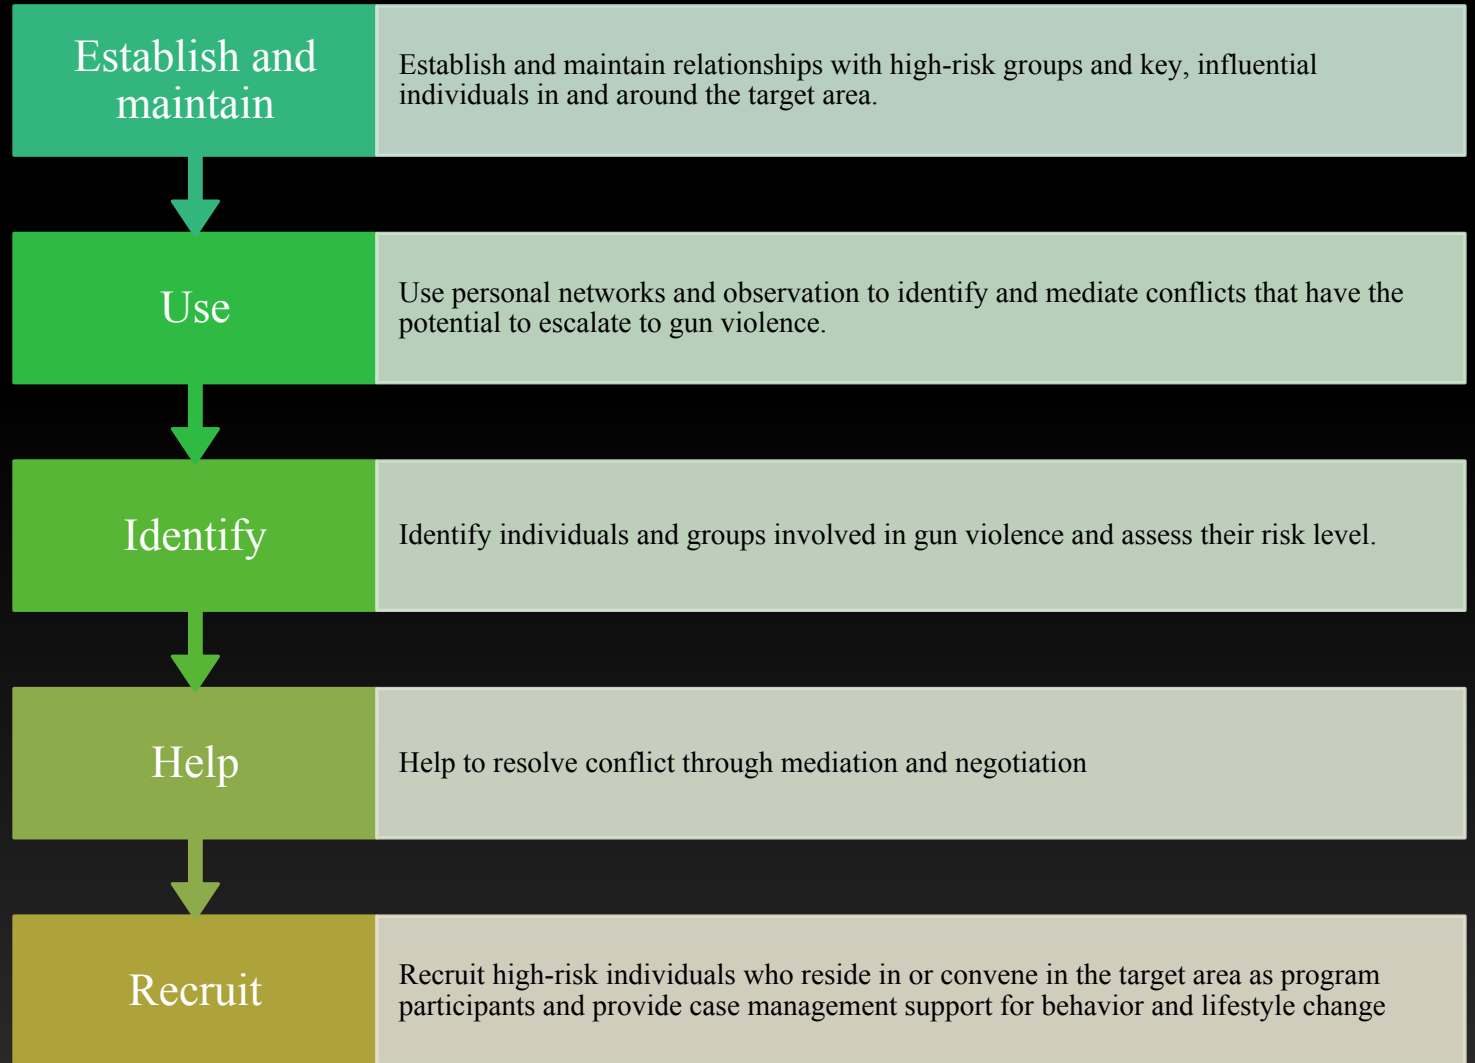 Establish and
maintain
Establish and maintain relationships with high-risk groups and key, influential
individuals in and around the target area.
Use
Use personal networks and observation to identify and mediate conflicts that have the
potential to escalate to gun violence.
Identify
Identify individuals and groups involved in gun violence and assess their risk level.
Help
Help to resolve conflict through mediation and negotiation
Recruit
Recruit high-risk individuals who reside in or convene in the target area as program
participants and provide case management support for behavior and lifestyle change